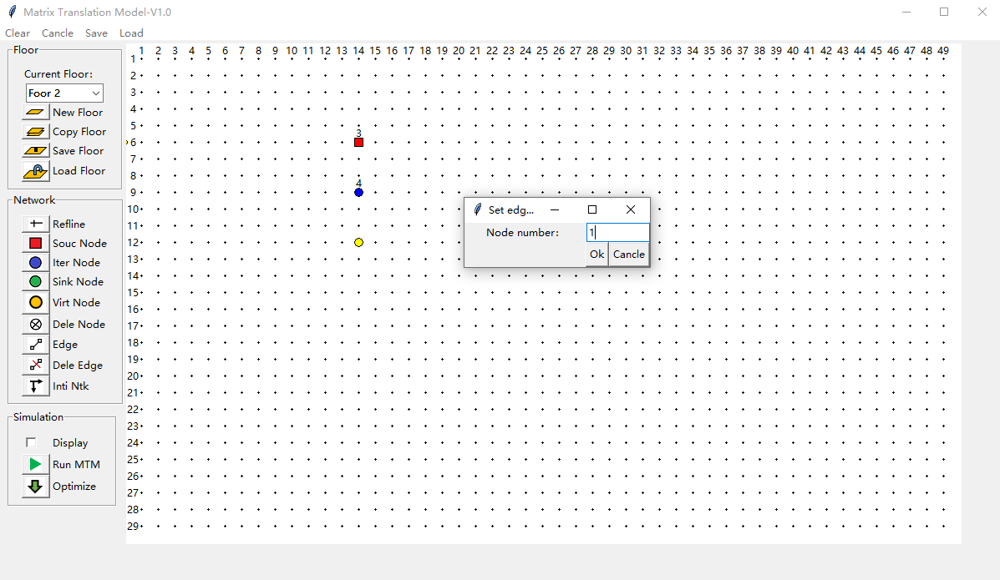 Matrix Translation Model-V1.0
Clear Cancle Save Load
Floor
Current Floor:
Foor 2
New Floor
Copy Floor
Save Floor
Load Floor
Network
Refline
Souc Node
Iter Node
Sink Node
Virt Node
Dele Node
Edge
Dele Edge
Inti Ntk
Simulation
Display
Run MTM
Optimize
1 2 3 4 5 6 7 8 9 10 11 12 13 14 15 16 17 18 19 20 21 22 23 24 25 26 27 28 29 30 31 32 33 34 35 36 37 38 39 40 41 42 43 44 45 46 47 48 49
1
2
3
4
5
3
6
7
8
4
9
10
11
12
13
14
15
16
17
18
19
20
21
22
23
24
25
26
27
28
29
Set edg...
Node number: 1
Ok Cancle